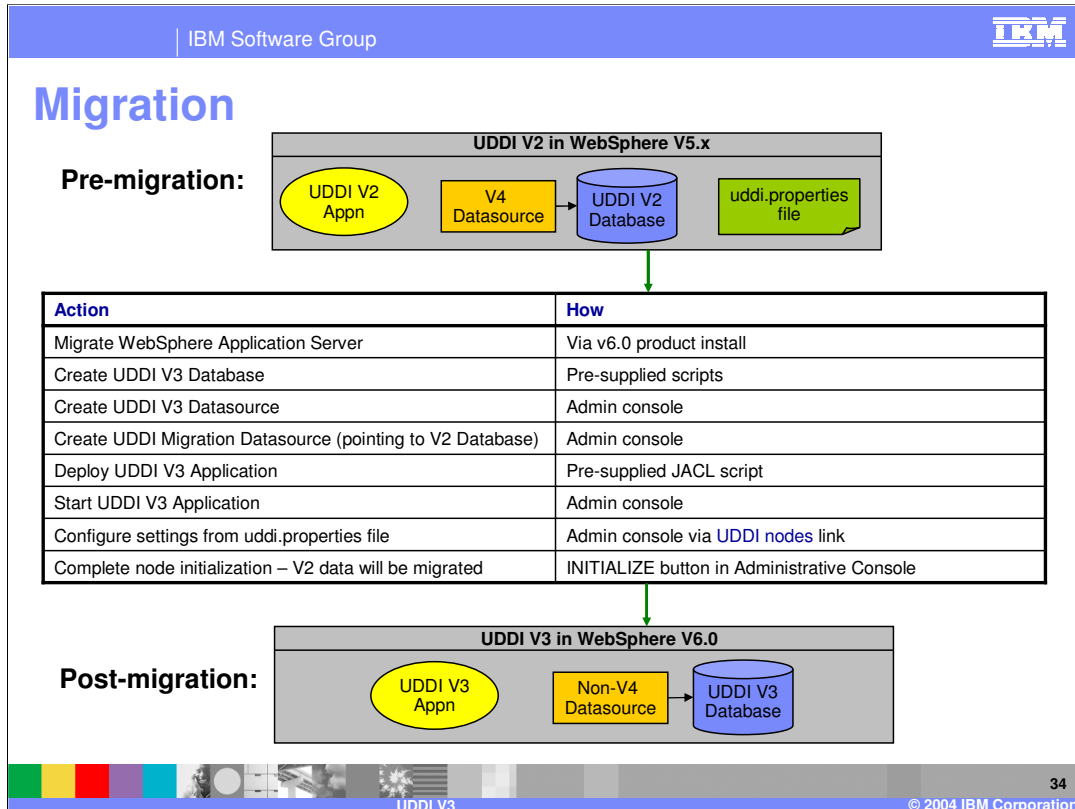 IBM Software Group
IBM
Migration
Pre-migration:
UDDI V2 in WebSphere V5.x
UDDI V2
Appn
V4
Datasource
UDDI V2
Database
uddi.properties
file
Action How
Migrate WebSphere Application Server Via v6.0 product install
Create UDDI V3 Database Pre-supplied scripts
Create UDDI V3 Datasource Admin console
Create UDDI Migration Datasource (pointing to V2 Database) Admin console
Deploy UDDI V3 Application Pre-supplied JACL script
Start UDDI V3 Application Admin console
Configure settings from uddi.properties file Admin console via UDDI nodes link
Complete node initialization – V2 data will be migrated INITIALIZE button in Administrative Console
Post-migration:
UDDI V3 in WebSphere V6.0
UDDI V3
Appn
Non-V4
Datasource
UDDI V3
Database
34
UDDI V3 © 2004 IBM Corporation